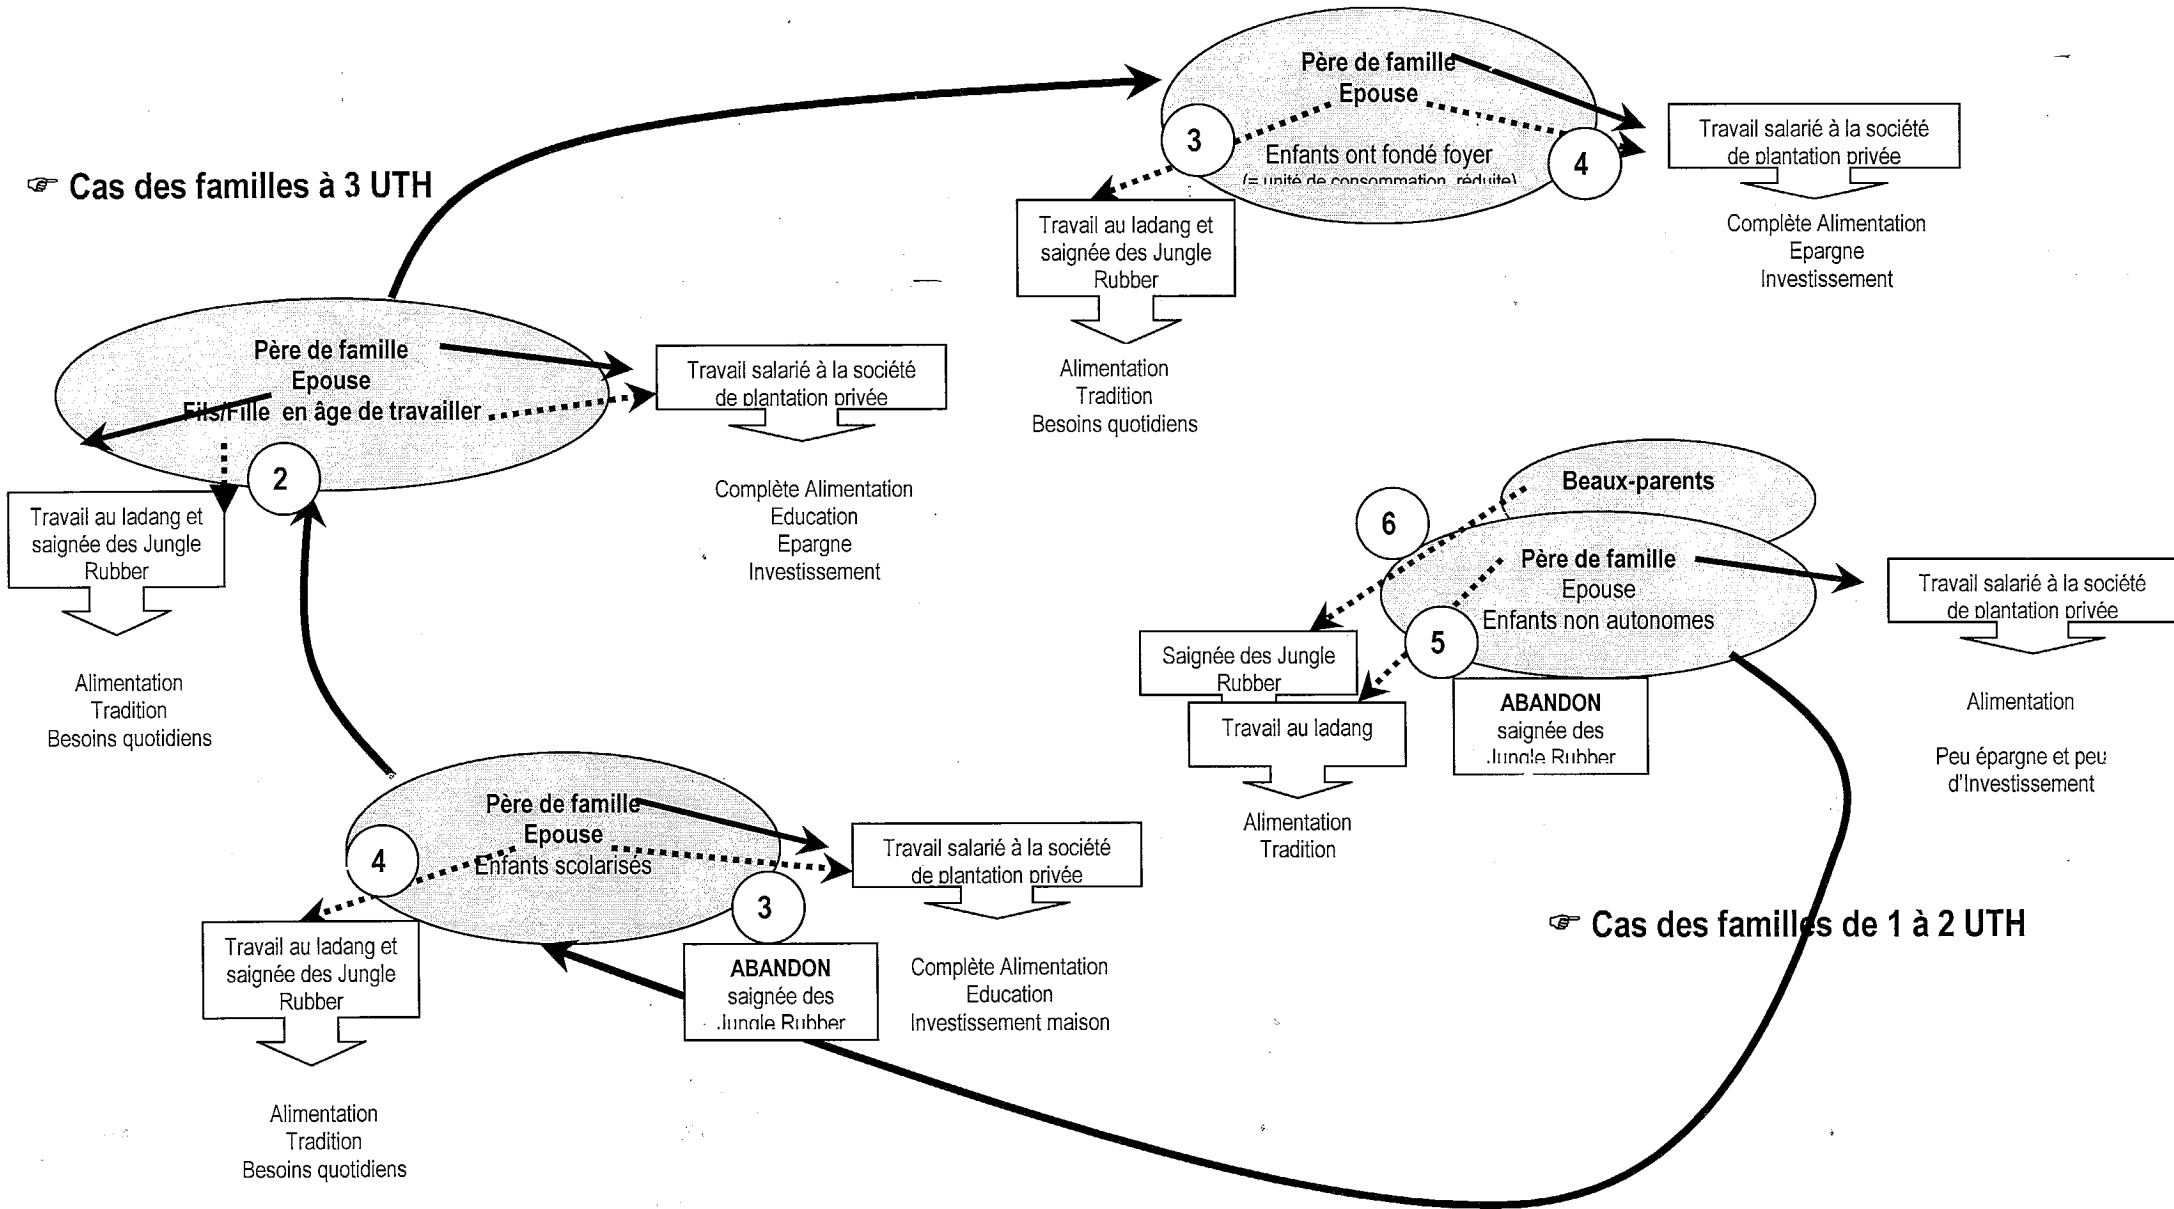 Père de famille
Epouse
3
Enfants ont fondé foyer
(= unité de consommation réduite)
4
Travail salarié à la société
de plantation privée
Complète Alimentation
Epargne
Investissement
Travail au ladang et
saignée des Jungle
Rubber
Alimentation
Tradition
Besoins quotidiens
☞ Cas des familles à 3 UTH
Père de famille
Epouse
Fils/Fille en âge de travailler
2
Travail salarié à la société
de plantation privée
Complète Alimentation
Education
Epargne
Investissement
Travail au ladang et
saignée des Jungle
Rubber
Alimentation
Tradition
Besoins quotidiens
Beaux-parents
6
Père de famille
Epouse
Enfants non autonomes
5
Travail salarié à la société
de plantation privée
Alimentation
Peu épargne et peu
d'Investissement
Saignée des Jungle
Rubber
Travail au ladang
Alimentation
Tradition
ABANDON
saignée des
Jungle Rubber
☞ Cas des familles de 1 à 2 UTH
Père de famille
Epouse
Enfants scolarisés
4
3
Travail salarié à la société
de plantation privée
Complète Alimentation
Education
Investissement maison
ABANDON
saignée des
Jungle Rubber
Travail au ladang et
saignée des Jungle
Rubber
Alimentation
Tradition
Besoins quotidiens